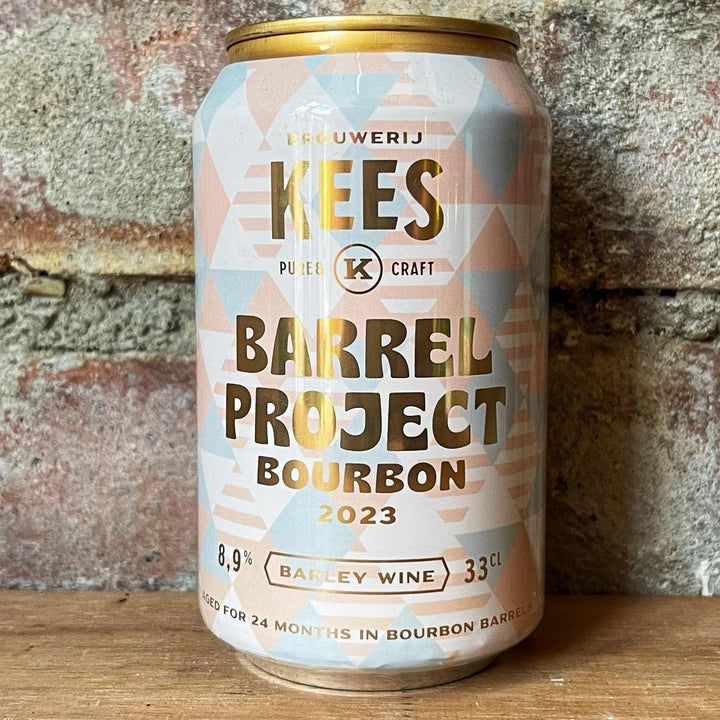 BROUWERIJ
KEES
PURE & K CRAFT
BARREL
PROJECT
BOURBON
2023
8,9% BARLEY WINE 33CL
AGED FOR 24 MONTHS IN BOURBON BARRELS